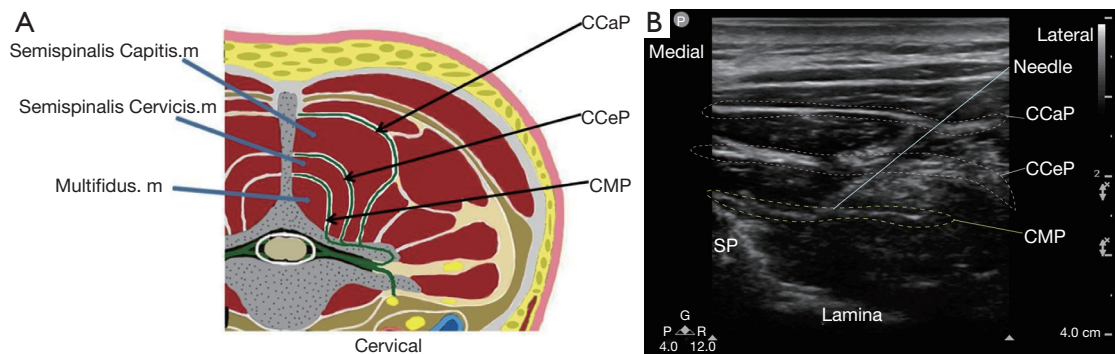 A
CCaP
Semispinalis Capitis.m
Semispinalis Cervicis.m
CCeP
Multifidus. m
CMP
Cervical
B
P
Medial
Lateral
Needle
CCaP
CCeP
2
x
CMP
SP
x
Lamina
G
P R
4.0 12.0
4.0 cm